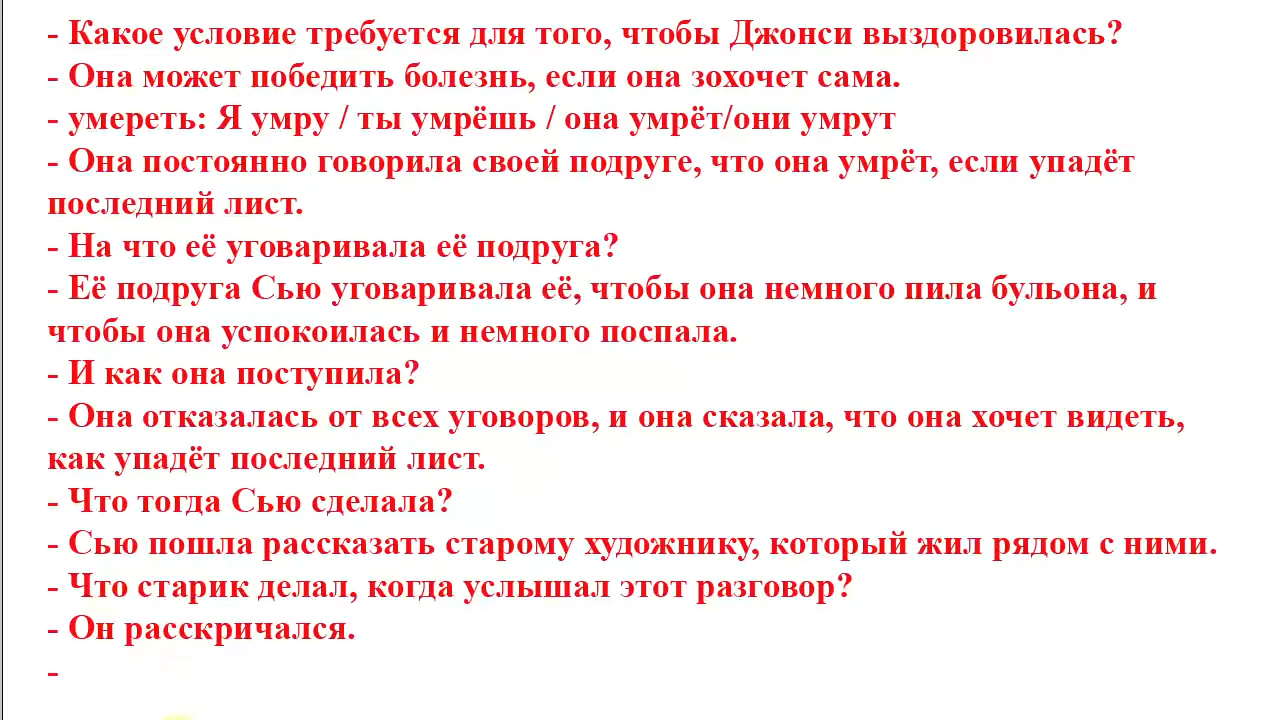 - Какое условие требуется для того, чтобы Джонси выздоровилась?
- Она может победить болезнь, если она зохочет сама.
- умереть: Я умру / ты умрёшь / она умрёт/они умрут
- Она постоянно говорила своей подруге, что она умрёт, если упадёт
последний лист.
- На что её уговаривала её подруга?
- Её подруга Сью уговаривала её, чтобы она немного пила бульона, и
чтобы она успокоилась и немного поспала.
- И как она поступила?
- Она отказалась от всех уговоров, и она сказала, что она хочет видеть,
как упадёт последний лист.
- Что тогда Сью сделала?
- Сью пошла рассказать старому художнику, который жил рядом с ними.
- Что старик делал, когда услышал этот разговор?
- Он расскричался.
-